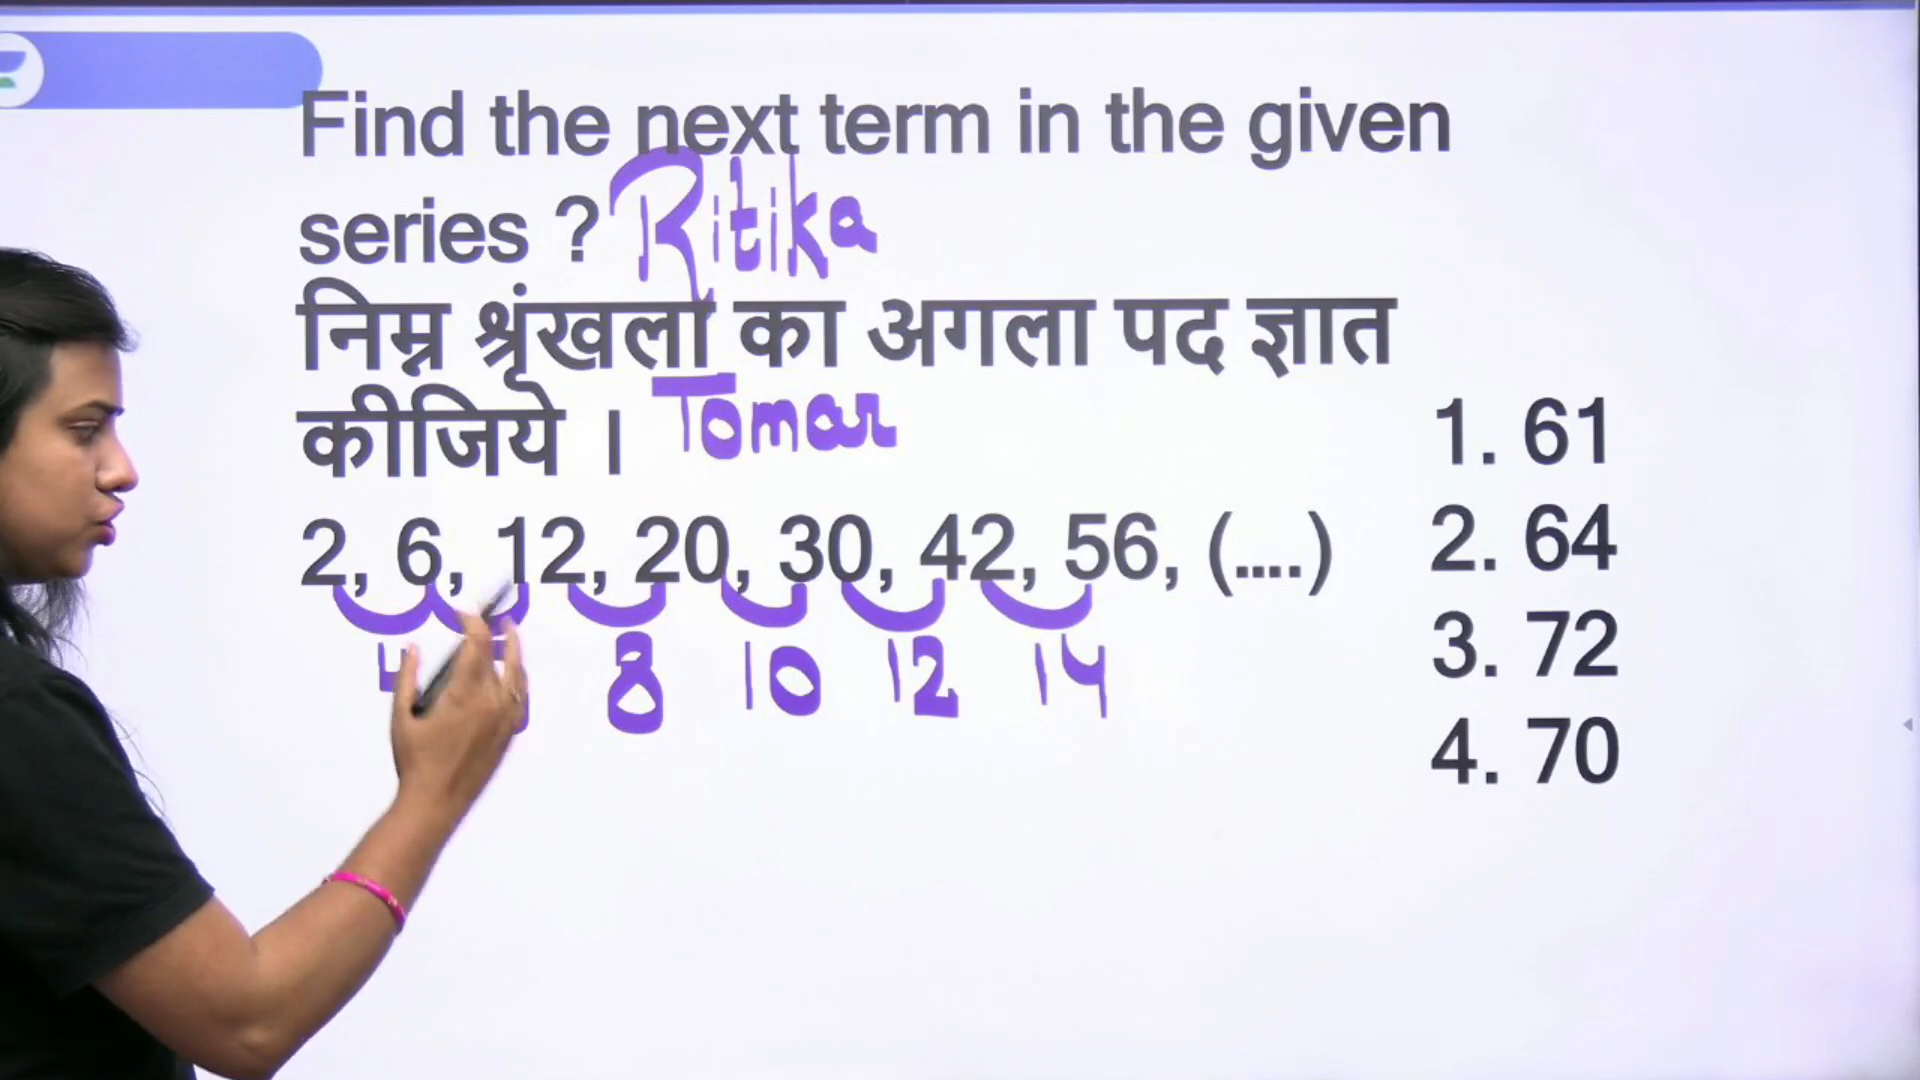 Find the next term in the given
series ? Ritika
निम्न श्रृंखला का अगला पद ज्ञात
कीजिये । Tomar
2, 6, 12, 20, 30, 42, 56, (....)
4 8 10 12 14
1. 61
2. 64
3. 72
4. 70